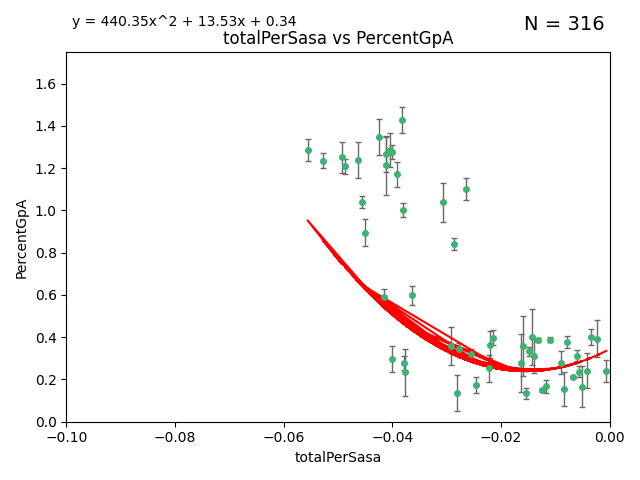 y = 440.35x^2 + 13.53x + 0.34
N = 316
totalPerSasa vs PercentGpA
PercentGpA
1.6
1.4
1.2
1.0
0.8
0.6
0.4
0.2
0.0
−0.10 −0.08 −0.06 −0.04 −0.02 0.00
totalPerSasa